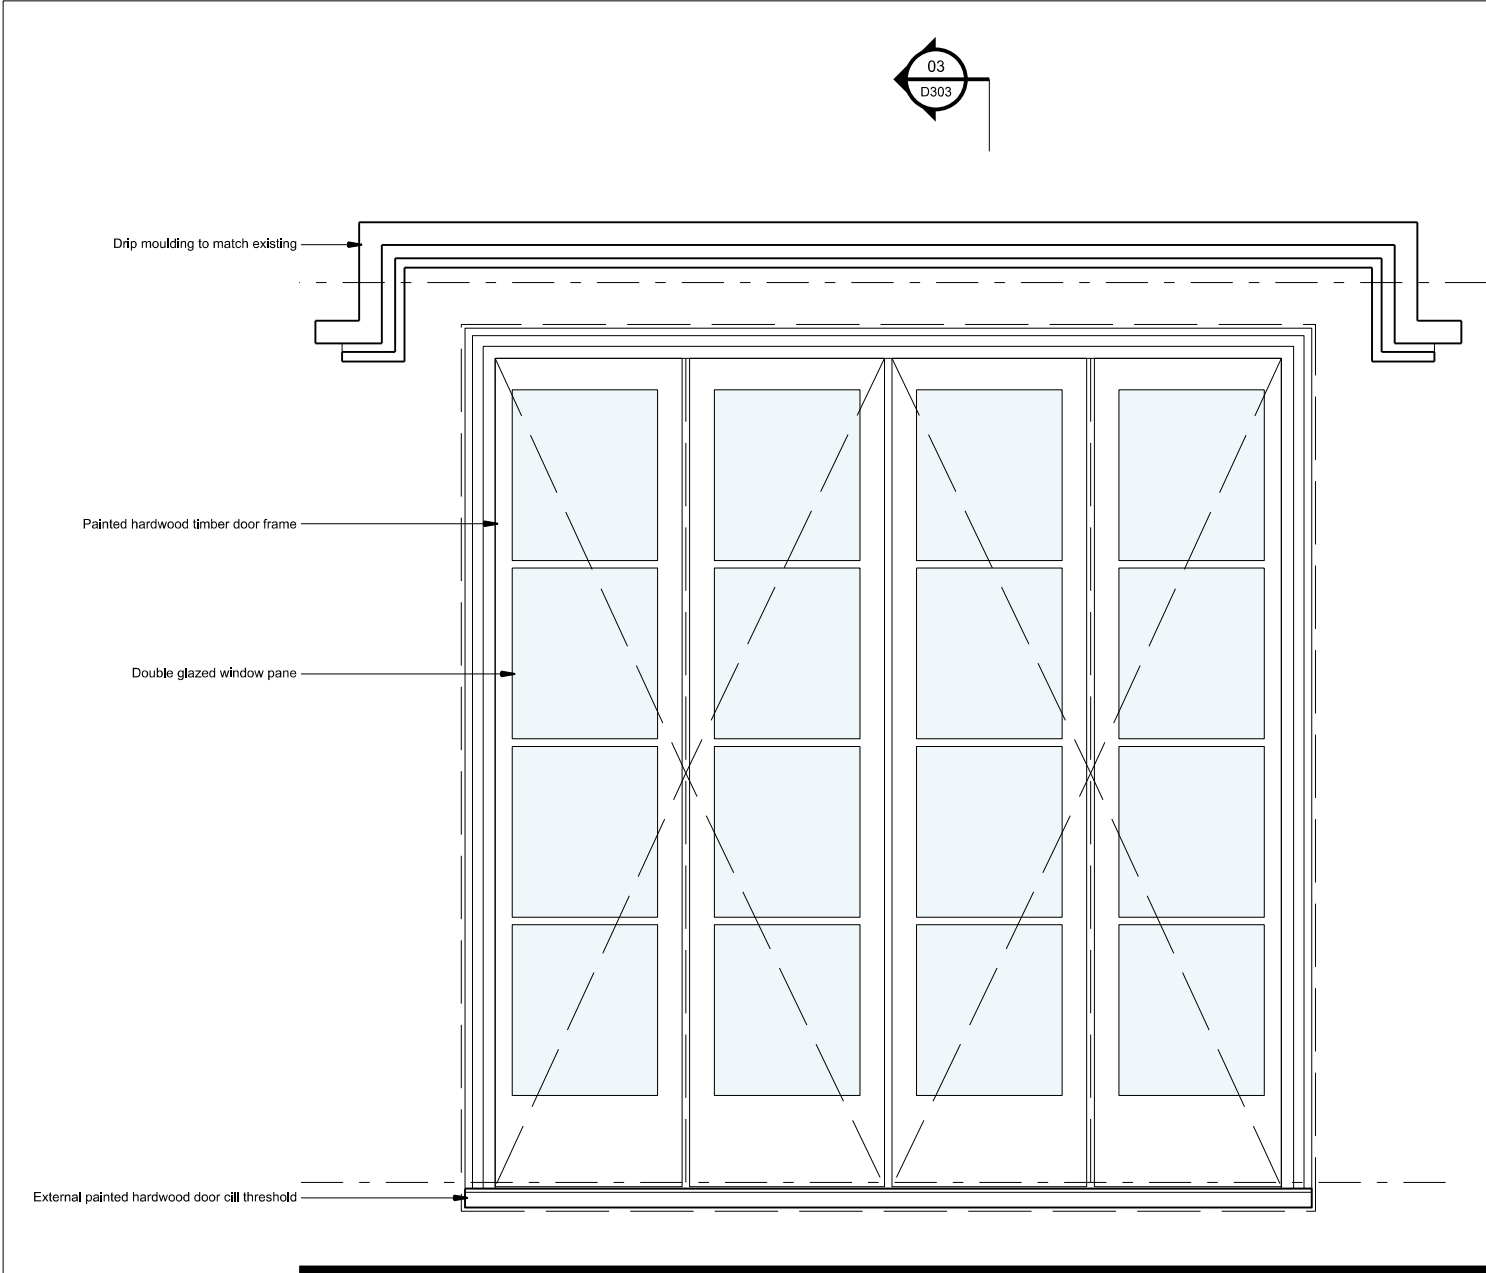 03
D303
Drip moulding to match existing
Painted hardwood timber door frame
Double glazed window pane
External painted hardwood door cill threshold